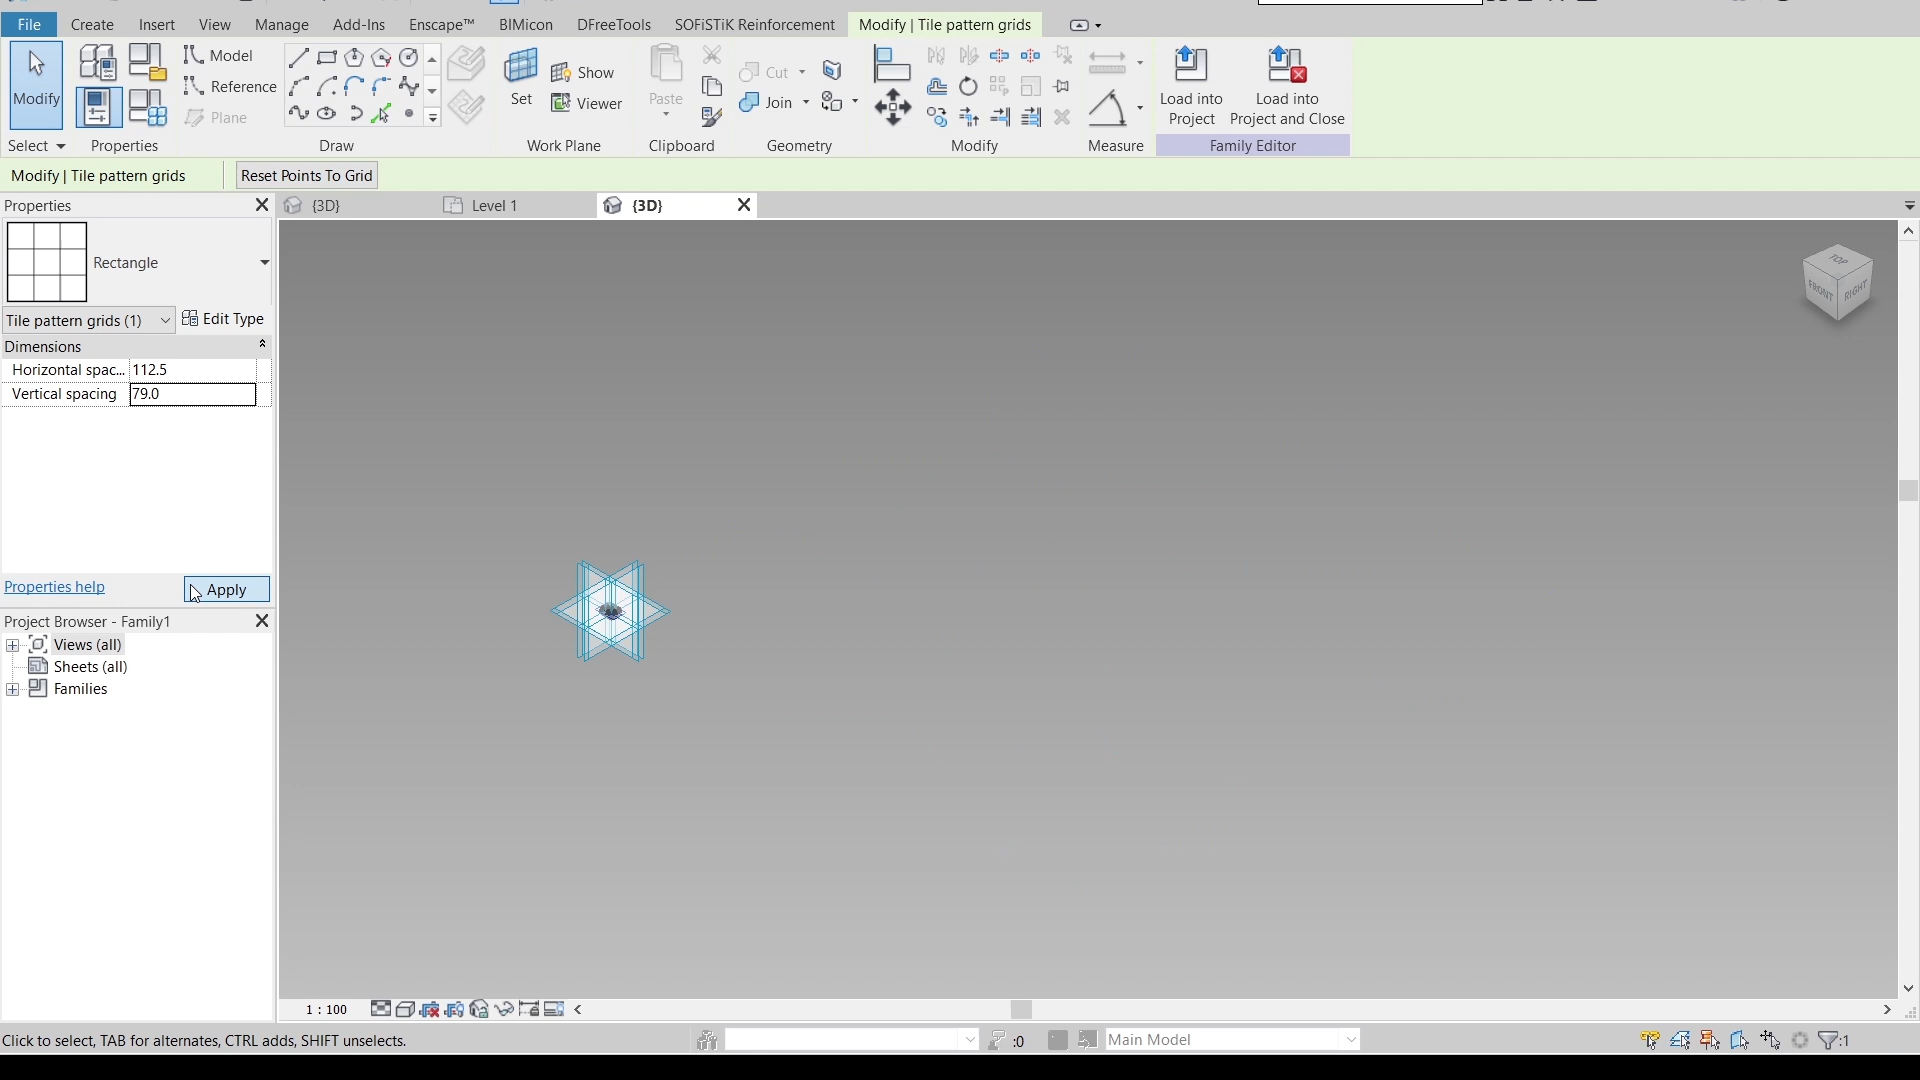 File Create Insert View Manage Add-Ins Enscape™ BIMicon DFreeTools SOFiSTiK Reinforcement Modify | Tile pattern grids
Model
Reference
Plane
Show
Viewer
Cut
Join
Modify
Set
Paste
Load into Project
Load into Project and Close
Select Properties Draw Work Plane Clipboard Geometry Modify Measure Family Editor
Modify | Tile pattern grids Reset Points To Grid
Properties
{3D} Level 1 {3D}
Rectangle
Tile pattern grids (1) Edit Type
Dimensions
Horizontal spac... 112.5
Vertical spacing 79.0
TOP
FRONT RIGHT
Properties help Apply
Project Browser - Family1
Views (all)
Sheets (all)
Families
1 : 100
Click to select, TAB for alternates, CTRL adds, SHIFT unselects. :0 Main Model :1